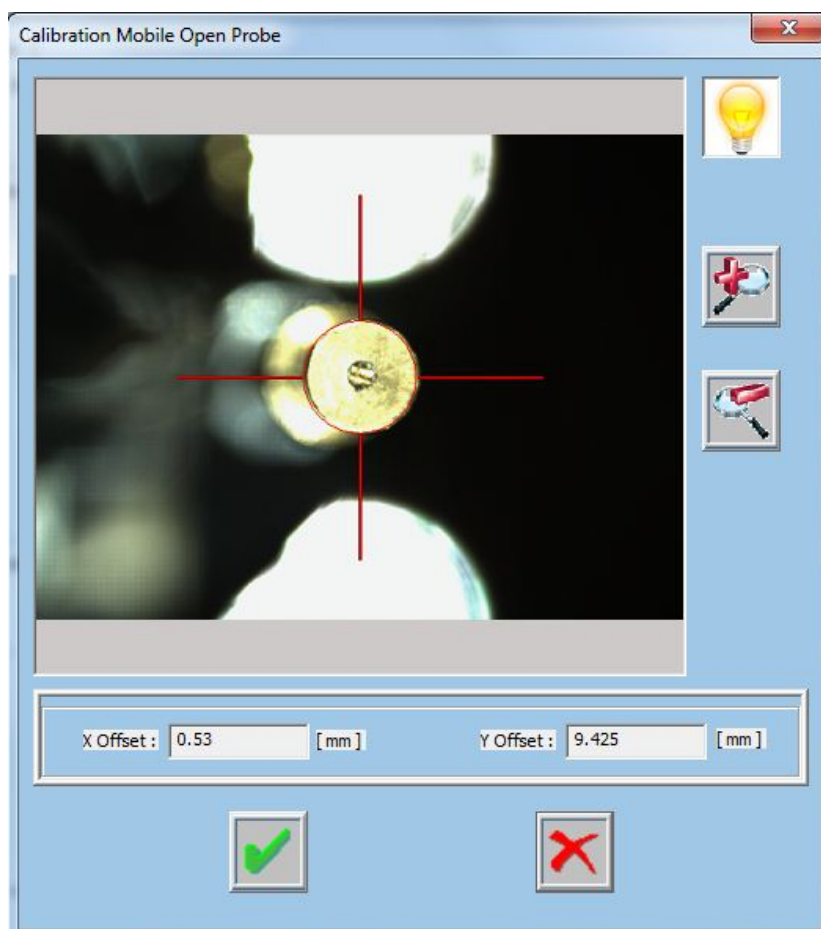 Calibration Mobile Open Probe
X Offset : 0.53 [ mm ] Y Offset : 9.425 [ mm ]